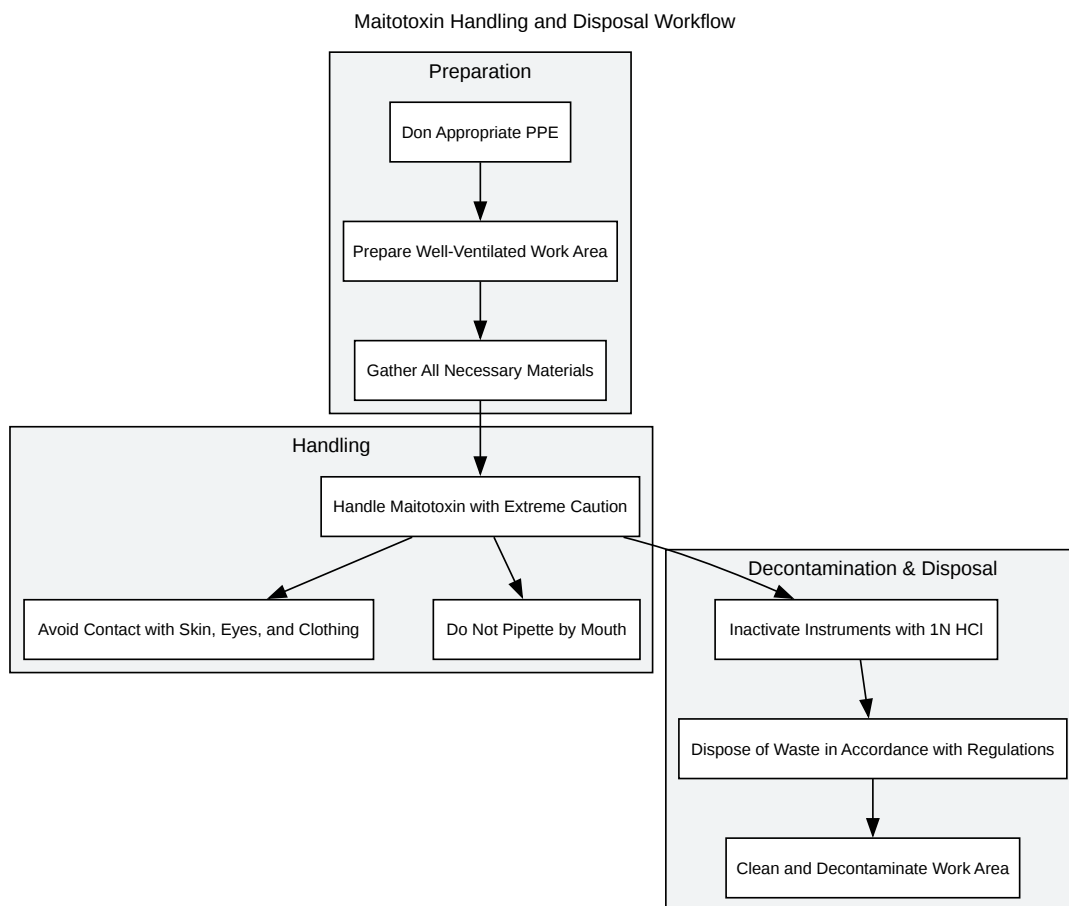 Maitotoxin Handling and Disposal Workflow
Preparation
Don Appropriate PPE
Prepare Well-Ventilated Work Area
Gather All Necessary Materials
Handling
Handle Maitotoxin with Extreme Caution
Avoid Contact with Skin, Eyes, and Clothing
Do Not Pipette by Mouth
Decontamination & Disposal
Inactivate Instruments with 1N HCl
Dispose of Waste in Accordance with Regulations
Clean and Decontaminate Work Area